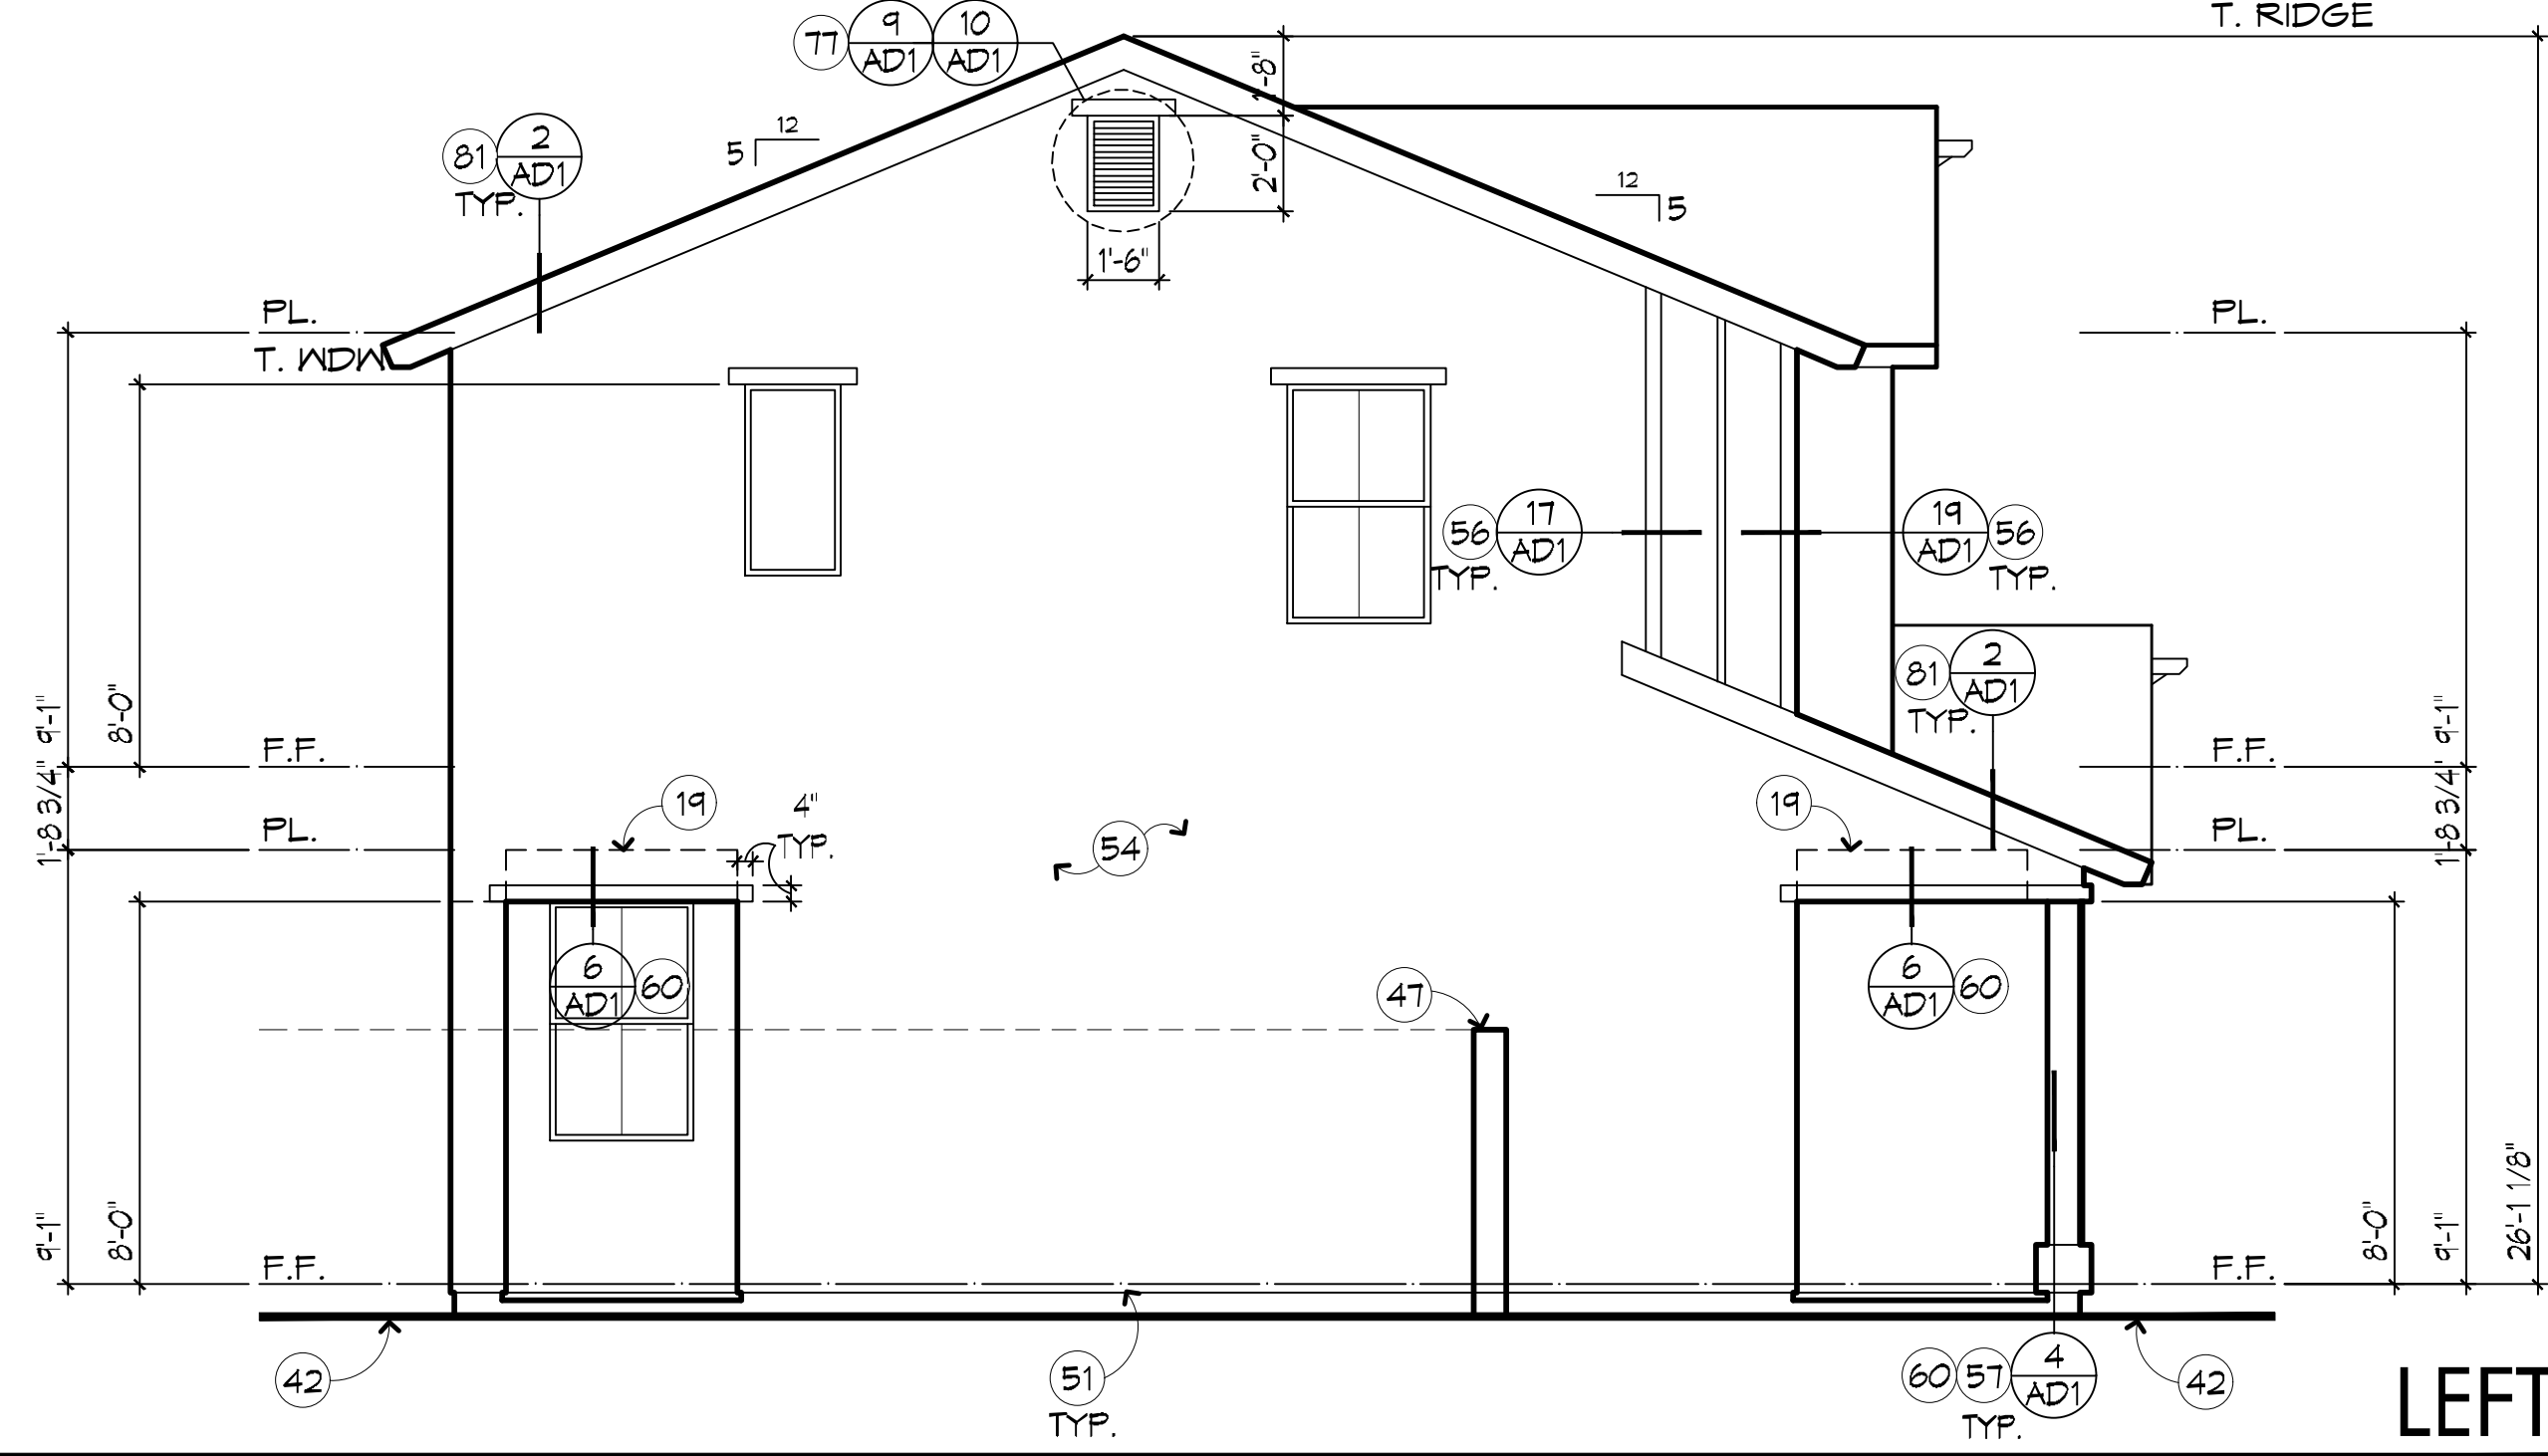 T. RIDGE
77
9
AD1
10
AD1
1'-8"
2'-0"
1'-6"
81
2
AD1
TYP.
12
5
12
5
PL.
PL.
T. WDW
56
17
AD1
TYP.
19
AD1
56
TYP.
81
2
AD1
TYP.
9'-1"
8'-0"
9'-1"
F.F.
F.F.
1'-8 3/4"
1'-8 3/4"
19
4"
TYP.
54
19
PL.
PL.
6
AD1
60
47
6
AD1
60
9'-1"
8'-0"
8'-0"
9'-1"
26'-1 1/8"
F.F.
F.F.
42
51
TYP.
60
57
4
AD1
TYP.
42
LEFT